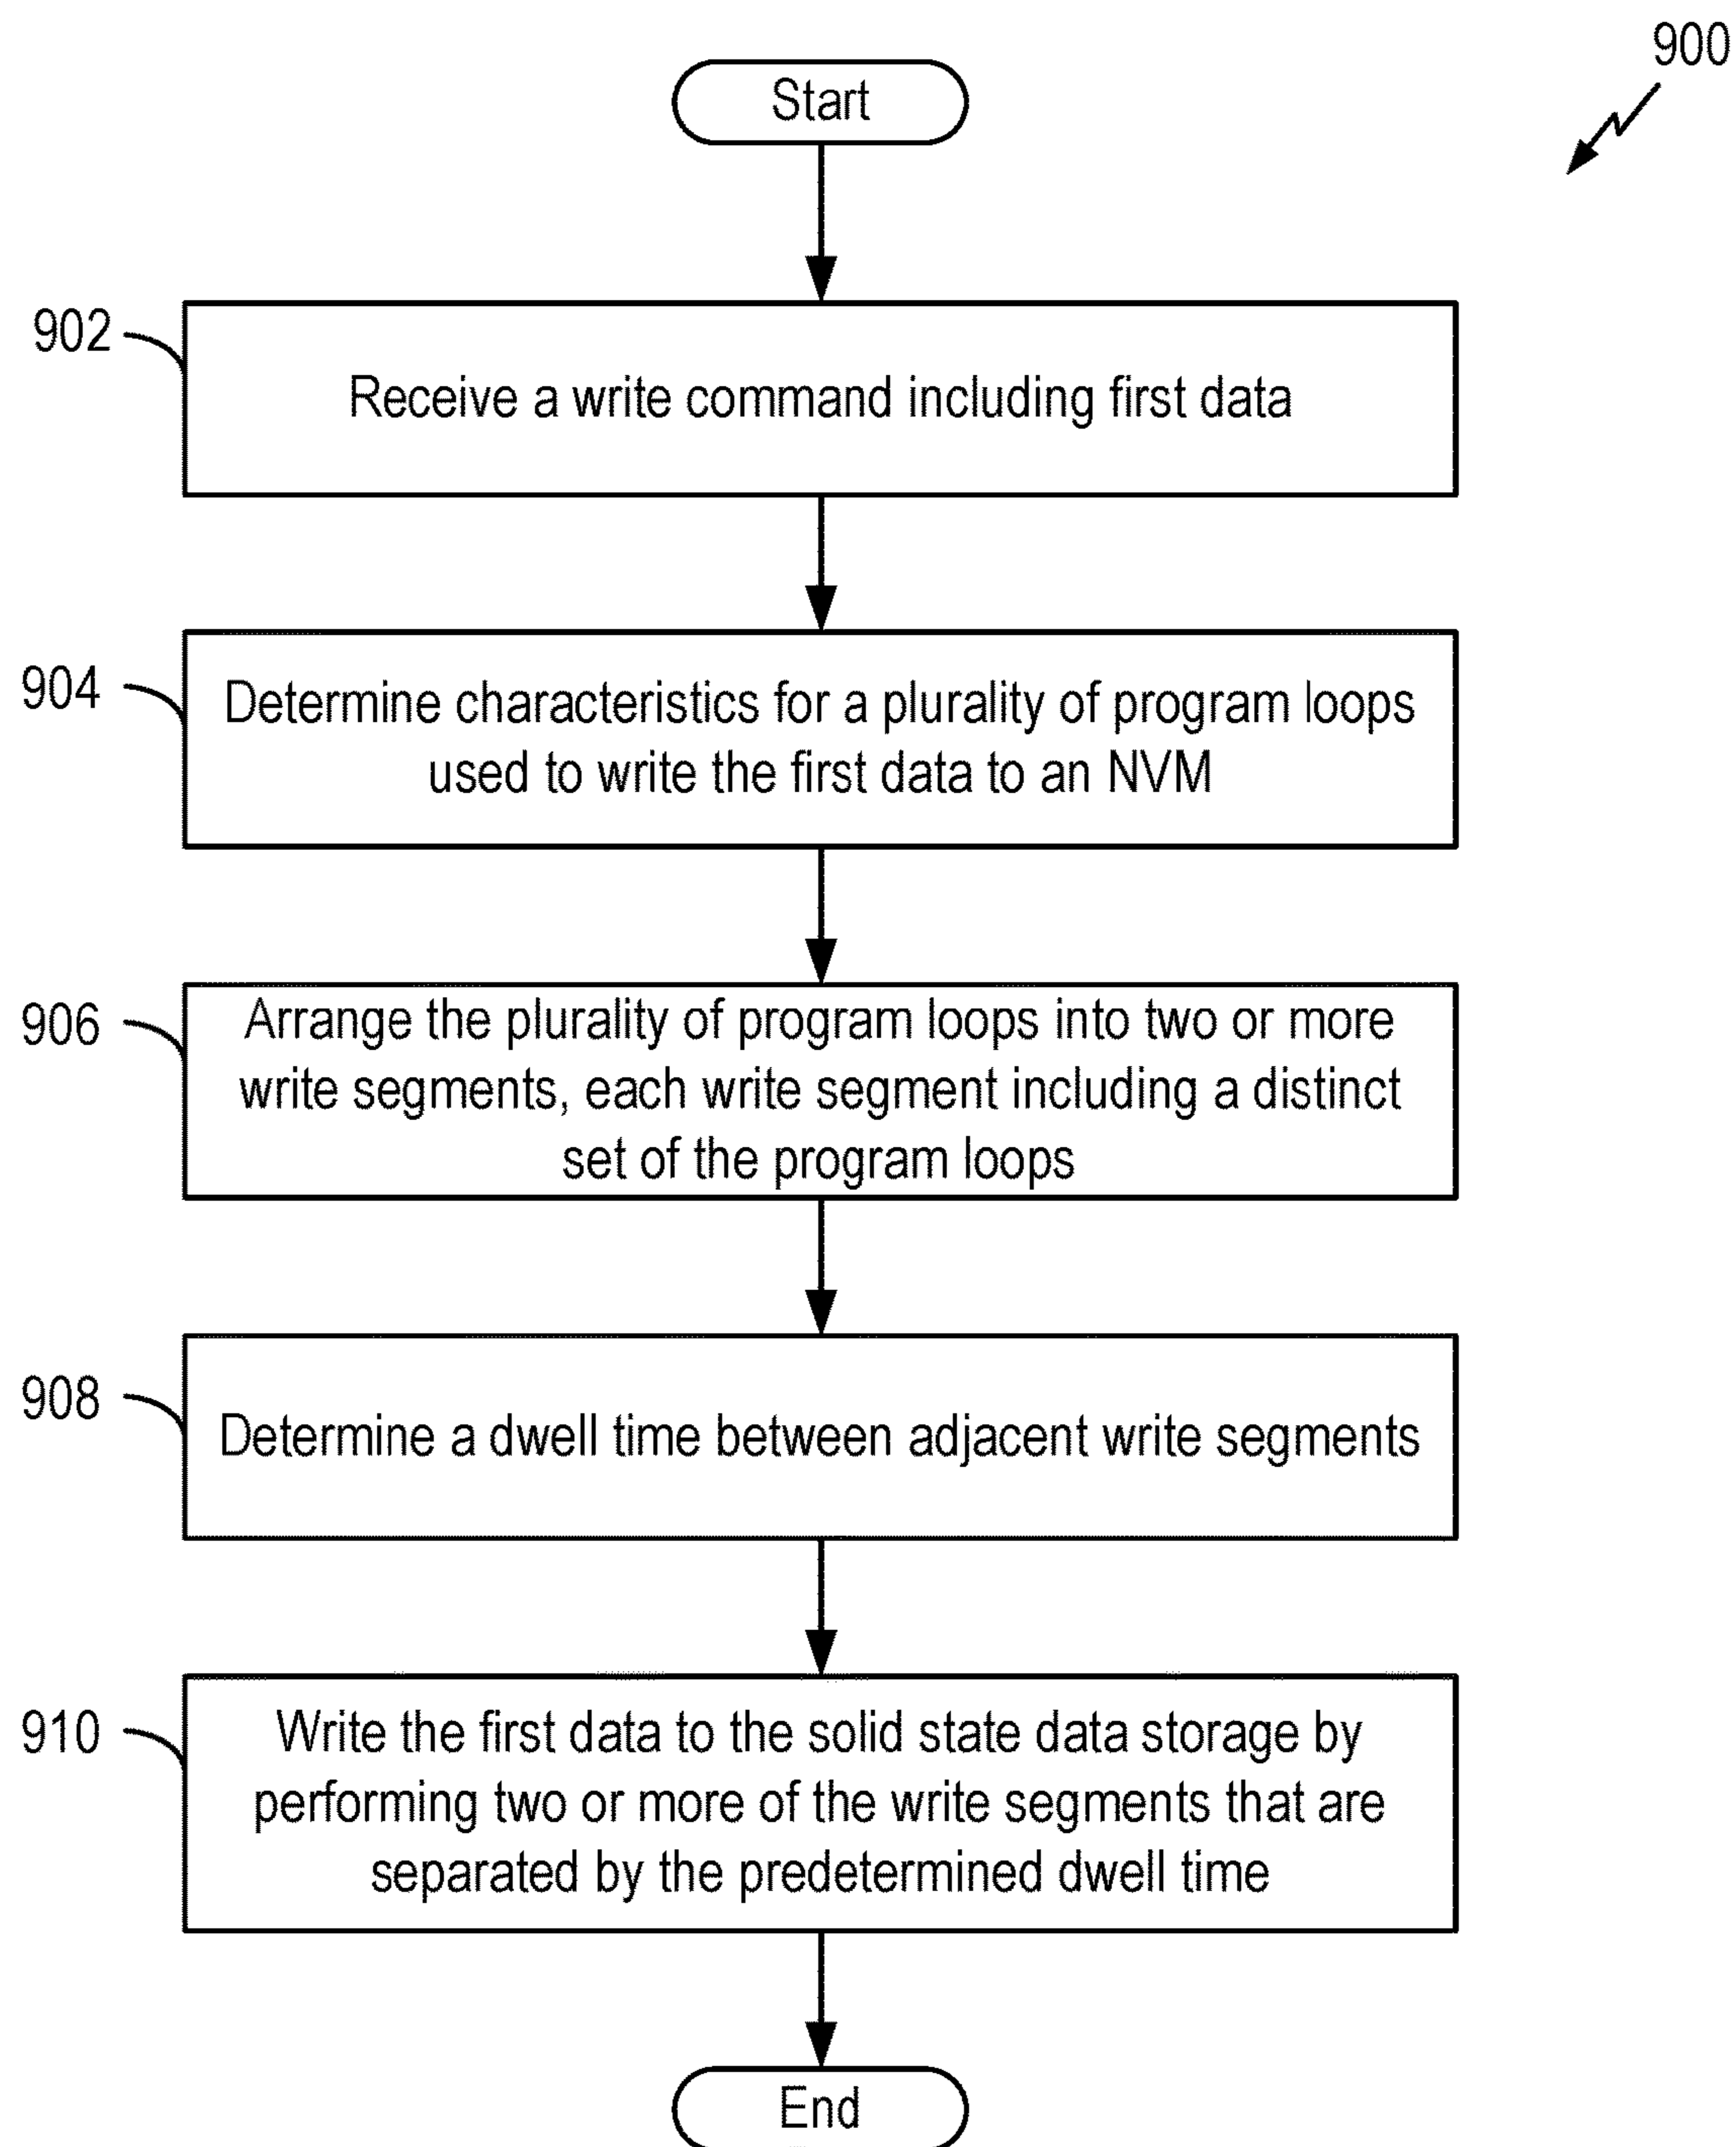 900
Start
902
Receive a write command including first data
904
Determine characteristics for a plurality of program loops
used to write the first data to an NVM
906
Arrange the plurality of program loops into two or more
write segments, each write segment including a distinct
set of the program loops
908
Determine a dwell time between adjacent write segments
910
Write the first data to the solid state data storage by
performing two or more of the write segments that are
separated by the predetermined dwell time
End